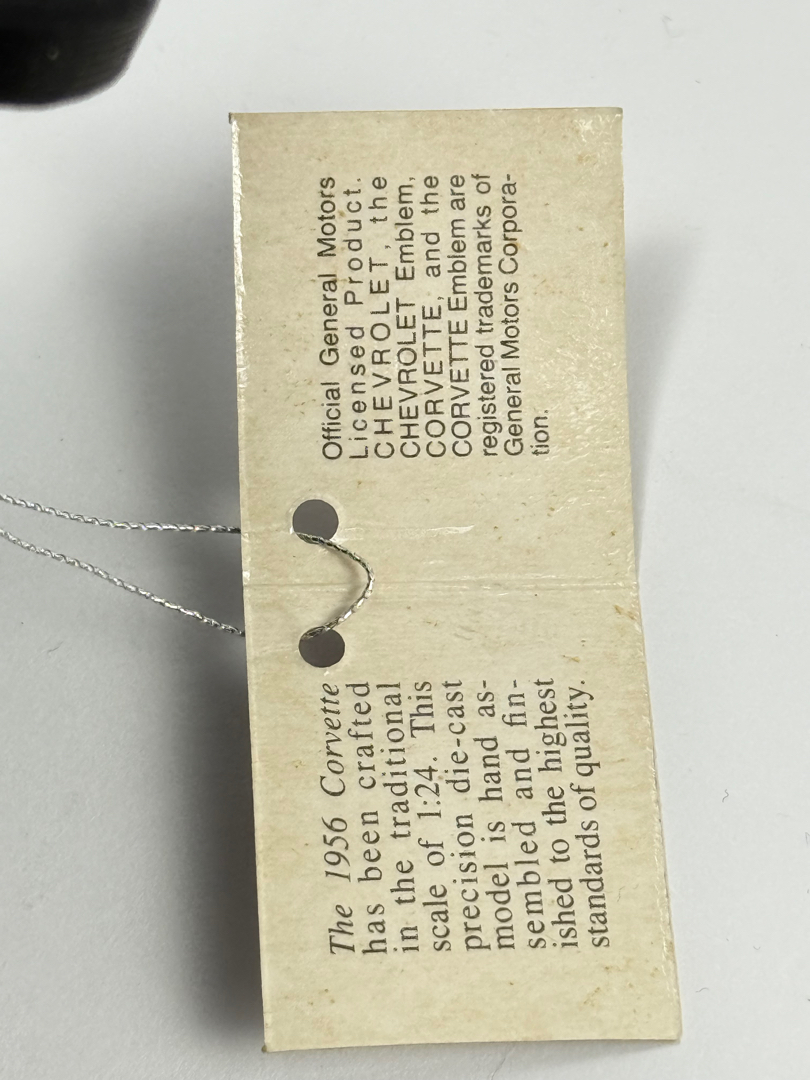 The 1956 Corvette
has been crafted
in the traditional
scale of 1:24. This
precision die-cast
model is hand as-
sembled and fin-
ished to the highest
standards of quality.
Official General Motors
Licensed Product.
CHEVROLET, the
CHEVROLET Emblem,
CORVETTE, and the
CORVETTE Emblem are
registered trademarks of
General Motors Corpora-
tion.